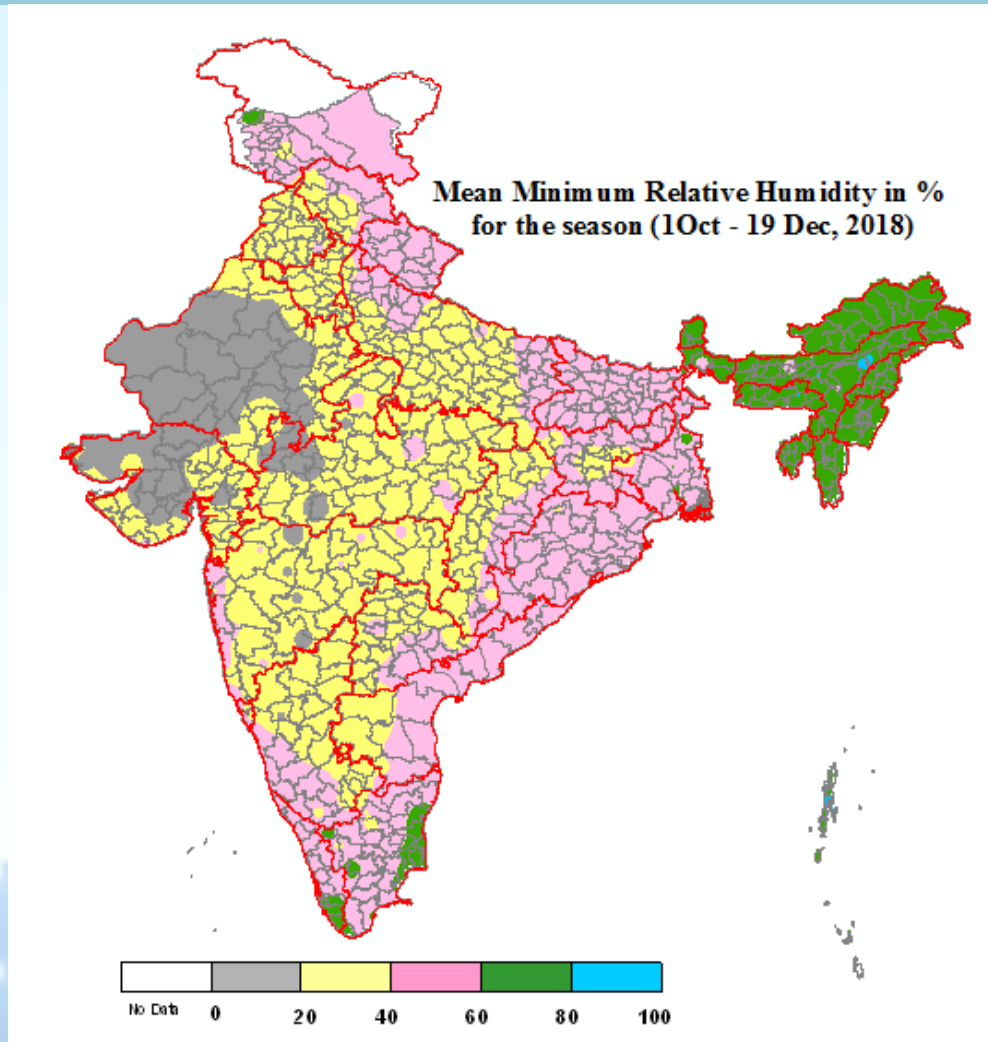 Mean Minimum Relative Humidity in %
for the season (1Oct - 19 Dec, 2018)
No Data 0 20 40 60 80 100